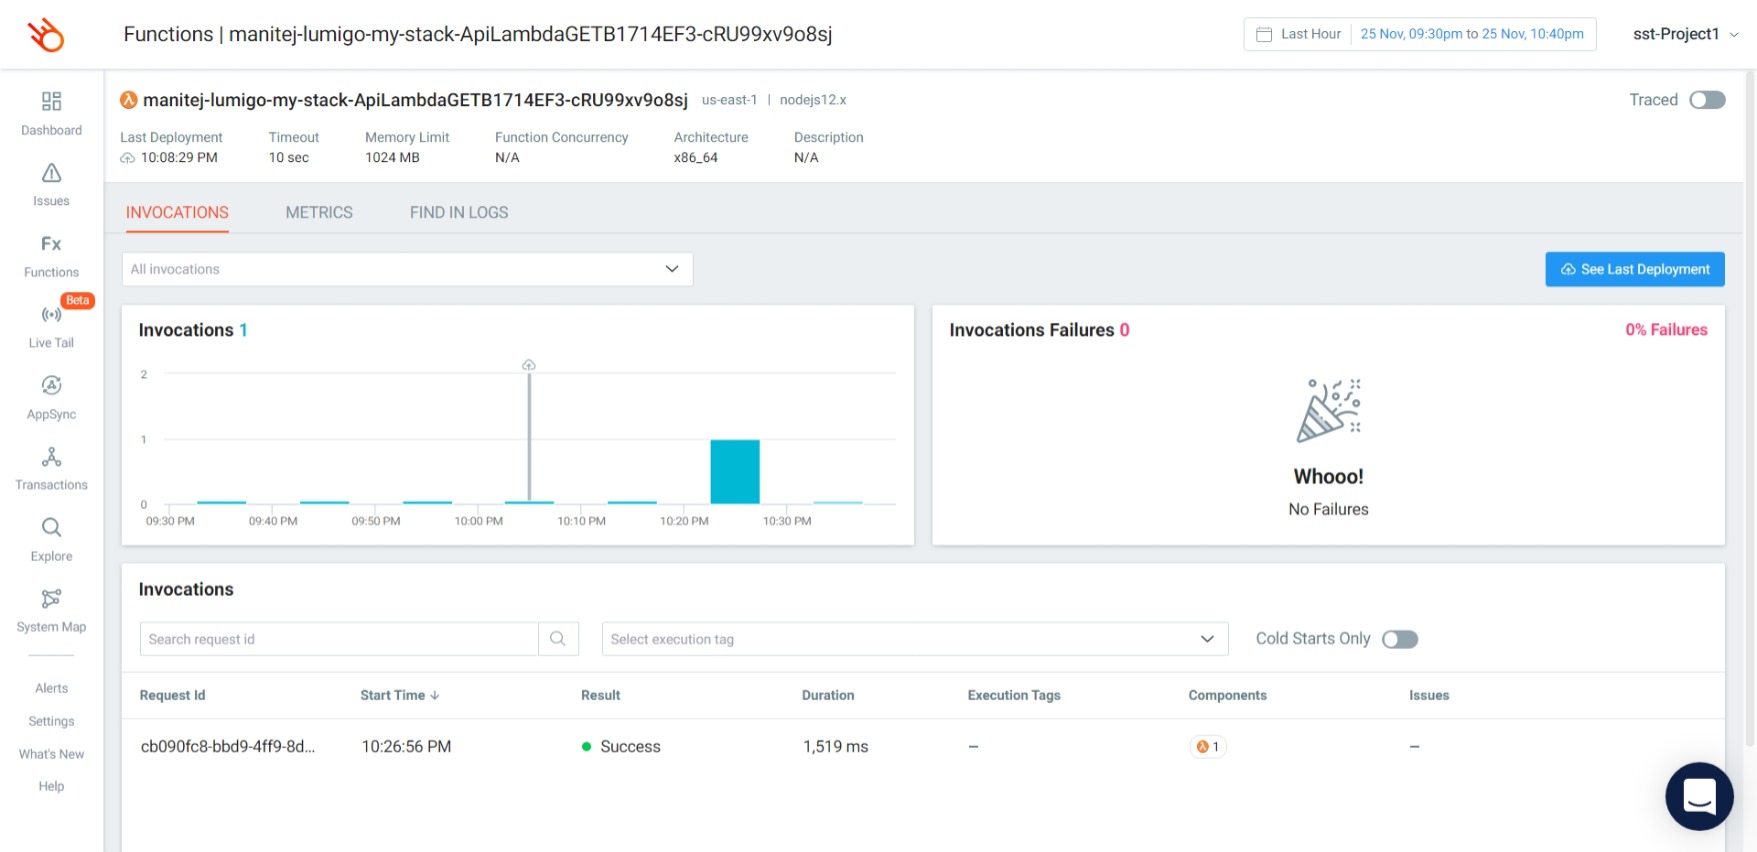 Functions | manitej-lumigo-my-stack-ApiLambdaGETB1714EF3-cRU99xv9o8sj
Last Hour 25 Nov, 09:30pm to 25 Nov, 10:40pm
sst-Project1
Dashboard
Issues
Fx
Functions
Beta
Live Tail
AppSync
Transactions
Explore
System Map
Alerts
Settings
What's New
Help
manitej-lumigo-my-stack-ApiLambdaGETB1714EF3-cRU99xv9o8sj us-east-1 | nodejs12.x
Traced
Last Deployment Timeout Memory Limit Function Concurrency Architecture Description
10:08:29 PM 10 sec 1024 MB N/A x86_64 N/A
INVOCATIONS METRICS FIND IN LOGS
All invocations
See Last Deployment
Invocations 1
2
1
0
09:30 PM 09:40 PM 09:50 PM 10:00 PM 10:10 PM 10:20 PM 10:30 PM
Invocations Failures 0
0% Failures
Whooo!
No Failures
Invocations
Search request id
Select execution tag
Cold Starts Only
Request Id Start Time Result Duration Execution Tags Components Issues
cb090fc8-bbd9-4ff9-8d... 10:26:56 PM Success 1,519 ms – 1 –